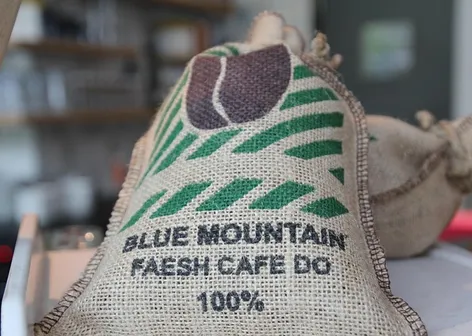 BLUE MOUNTAIN
FAESH CAFE DO
100%